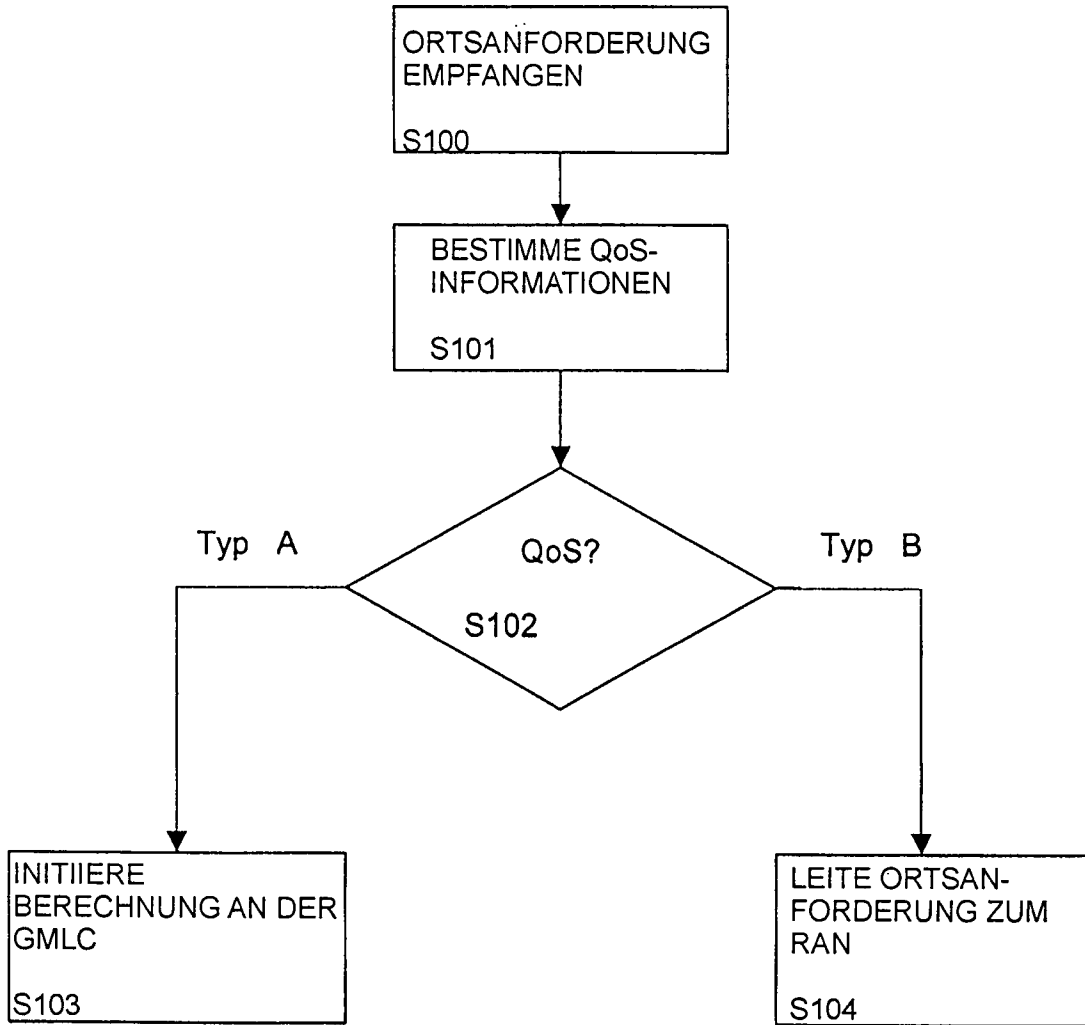 ORTSANFORDERUNG
EMPFANGEN
S100
BESTIMME QoS-
INFORMATIONEN
S101
Typ A
QoS?
Typ B
S102
INITIIERE
BERECHNUNG AN DER
GMLC
S103
LEITE ORTSAN-
FORDERUNG ZUM
RAN
S104